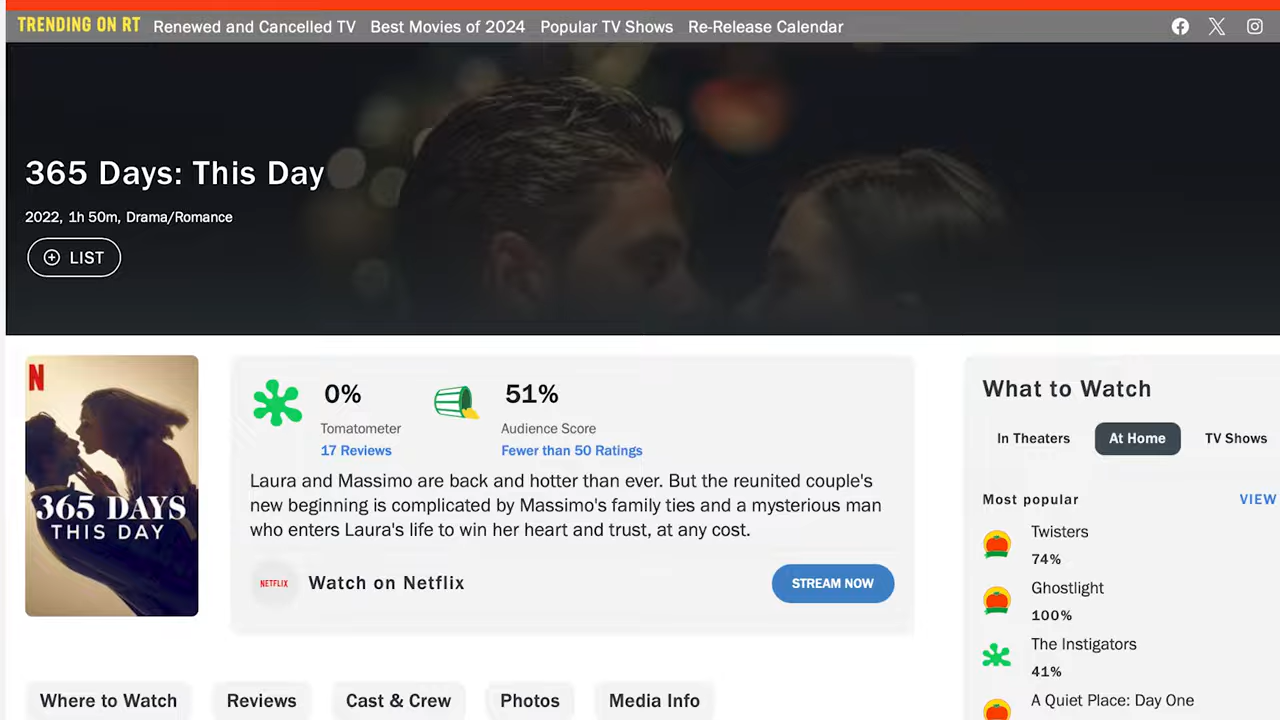 TRENDING ON RT Renewed and Cancelled TV Best Movies of 2024 Popular TV Shows Re-Release Calendar
365 Days: This Day
2022, 1h 50m, Drama/Romance
LIST
N
365 DAYS
THIS DAY
0%
Tomatometer
17 Reviews
51%
Audience Score
Fewer than 50 Ratings
Laura and Massimo are back and hotter than ever. But the reunited couple's
new beginning is complicated by Massimo's family ties and a mysterious man
who enters Laura's life to win her heart and trust, at any cost.
NETFLIX Watch on Netflix STREAM NOW
What to Watch
In Theaters At Home TV Shows
Most popular VIEW
Twisters
74%
Ghostlight
100%
The Instigators
41%
A Quiet Place: Day One
Where to Watch Reviews Cast & Crew Photos Media Info